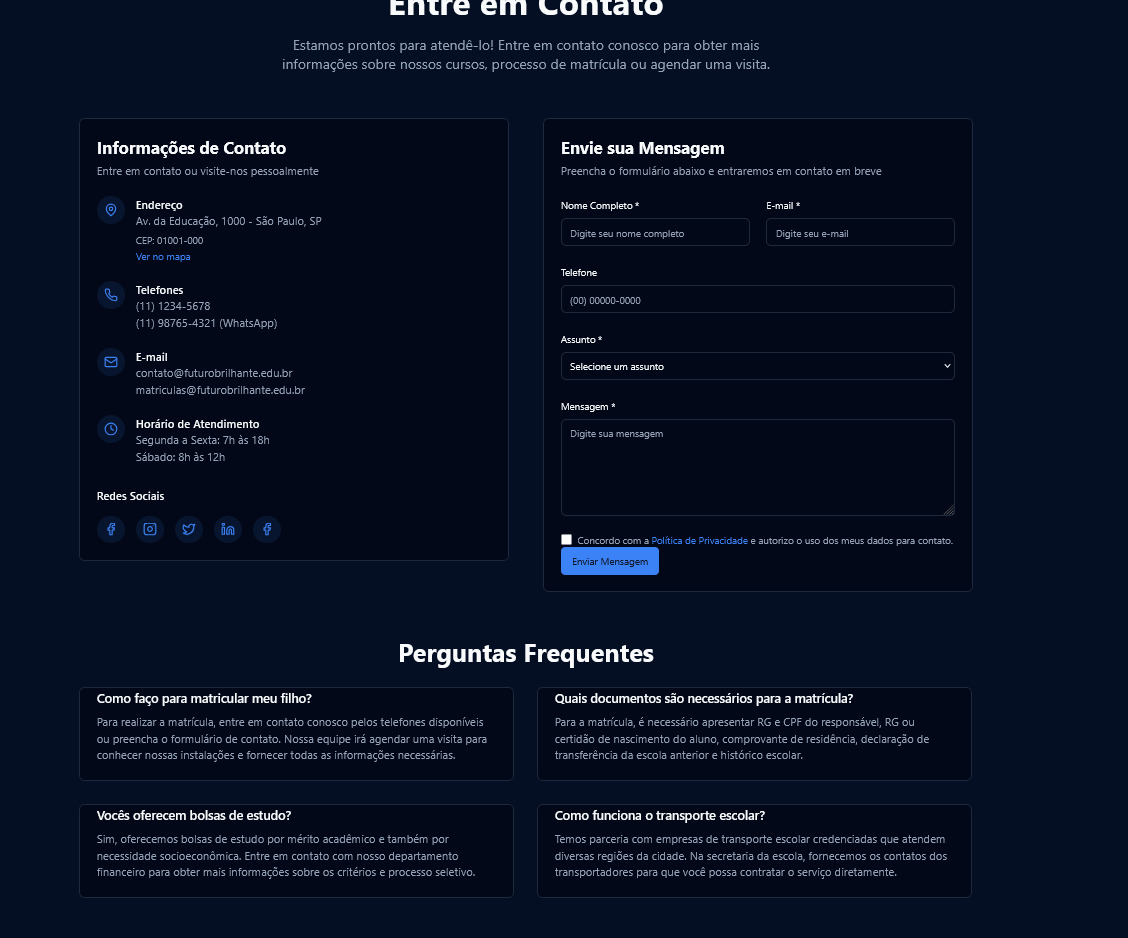 Entre em Contato
Estamos prontos para atendê-lo! Entre em contato conosco para obter mais
informações sobre nossos cursos, processo de matrícula ou agendar uma visita.
Informações de Contato
Entre em contato ou visite-nos pessoalmente
Endereço
Av. da Educação, 1000 - São Paulo, SP
CEP: 01001-000
Ver no mapa
Telefones
(11) 1234-5678
(11) 98765-4321 (WhatsApp)
E-mail
contato@futurobrilhante.edu.br
matriculas@futurobrilhante.edu.br
Horário de Atendimento
Segunda a Sexta: 7h às 18h
Sábado: 8h às 12h
Redes Sociais
Envie sua Mensagem
Preencha o formulário abaixo e entraremos em contato em breve
Nome Completo *
Digite seu nome completo
E-mail *
Digite seu e-mail
Telefone
(00) 00000-0000
Assunto *
Selecione um assunto
Mensagem *
Digite sua mensagem
Concordo com a Política de Privacidade e autorizo o uso dos meus dados para contato.
Enviar Mensagem
Perguntas Frequentes
Como faço para matricular meu filho?
Para realizar a matrícula, entre em contato conosco pelos telefones disponíveis
ou preencha o formulário de contato. Nossa equipe irá agendar uma visita para
conhecer nossas instalações e fornecer todas as informações necessárias.
Quais documentos são necessários para a matrícula?
Para a matrícula, é necessário apresentar RG e CPF do responsável, RG ou
certidão de nascimento do aluno, comprovante de residência, declaração de
transferência da escola anterior e histórico escolar.
Vocês oferecem bolsas de estudo?
Sim, oferecemos bolsas de estudo por mérito acadêmico e também por
necessidade socioeconômica. Entre em contato com nosso departamento
financeiro para obter mais informações sobre os critérios e processo seletivo.
Como funciona o transporte escolar?
Temos parceria com empresas de transporte escolar credenciadas que atendem
diversas regiões da cidade. Na secretaria da escola, fornecemos os contatos dos
transportadores para que você possa contratar o serviço diretamente.